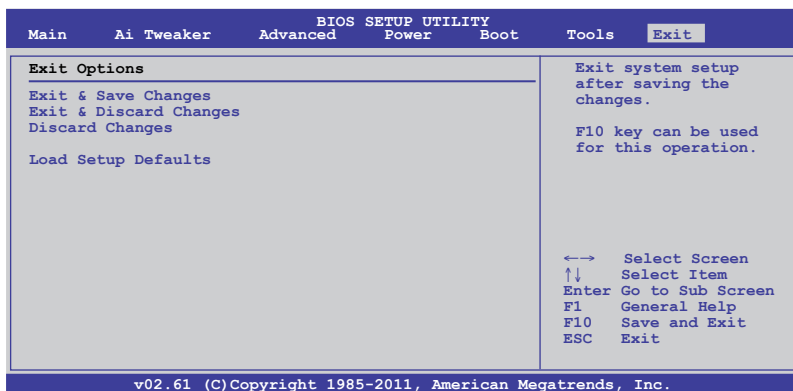 BIOS SETUP UTILITY
Main Ai Tweaker Advanced Power Boot Tools Exit
Exit Options
Exit & Save Changes
Exit & Discard Changes
Discard Changes
Load Setup Defaults
Exit system setup
after saving the
changes.
F10 key can be used
for this operation.
←→ Select Screen
↑↓ Select Item
Enter Go to Sub Screen
F1 General Help
F10 Save and Exit
ESC Exit
v02.61 (C)Copyright 1985-2011, American Megatrends, Inc.